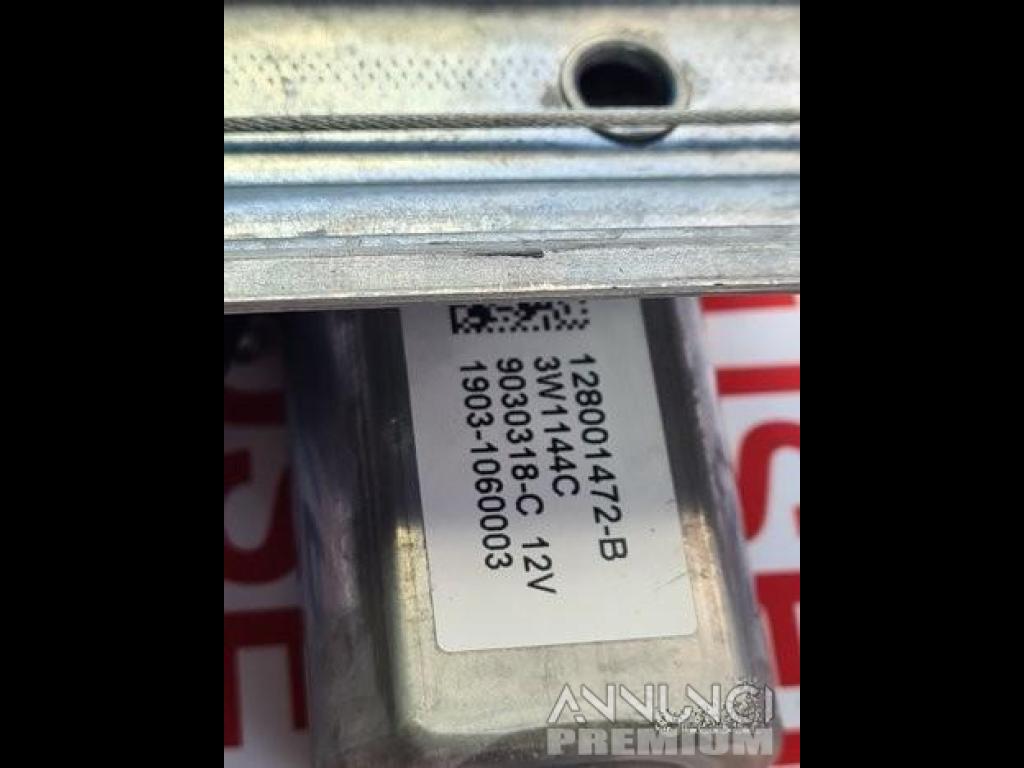 128001472-B
3W1144C
9030318-C 12V
1903-1060003
ANNUNCI
PREMIUM